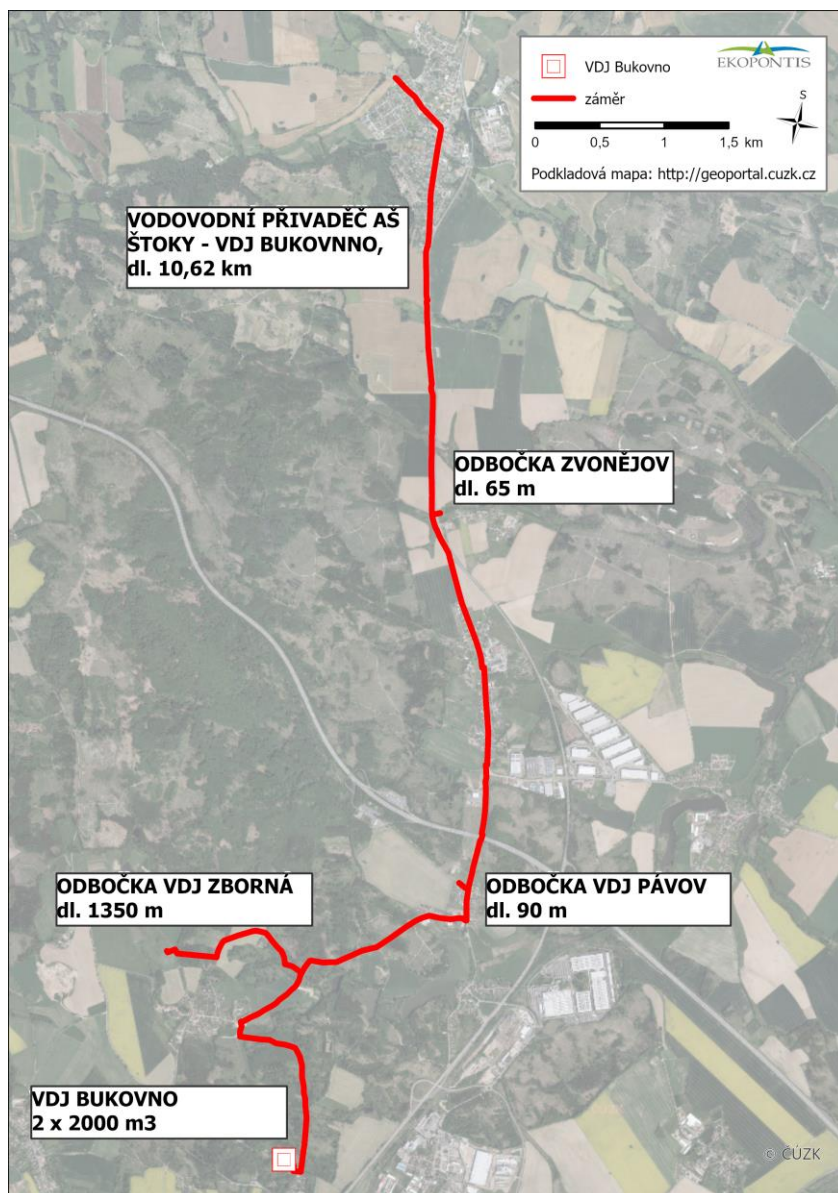 VDJ Bukovno
EKOPONTIS
záměr
S
0 0,5 1 1,5 km
Podkladová mapa: http://geoportal.cuzk.cz
VODOVODNÍ PŘIVADĚČ AŠ
ŠTOKY - VDJ BUKOVNNO,
dl. 10,62 km
ODBOČKA ZVONĚJOV
dl. 65 m
ODBOČKA VDJ ZBORNÁ
dl. 1350 m
ODBOČKA VDJ PÁVOV
dl. 90 m
VDJ BUKOVNO
2 x 2000 m3
© ČÚZK